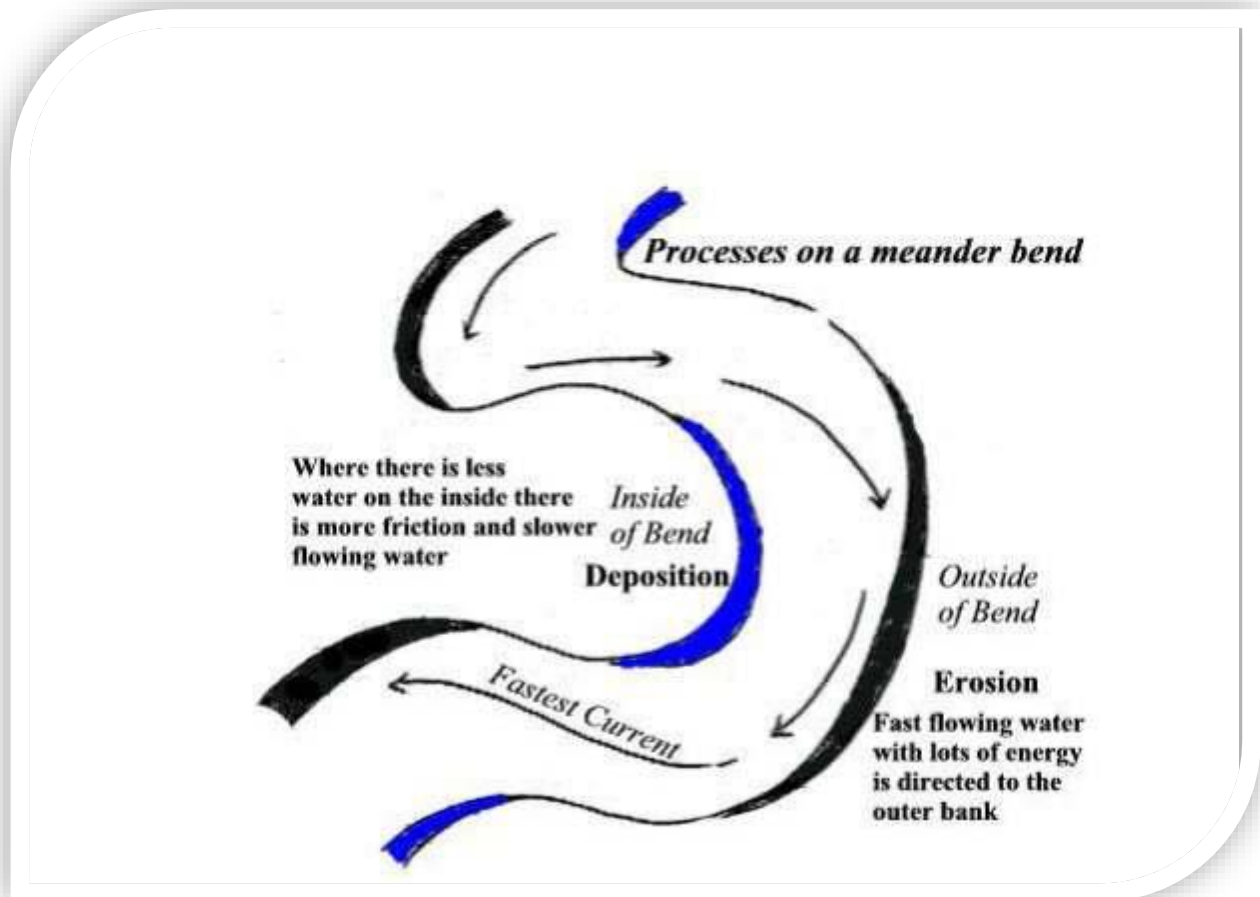 Processes on a meander bend
Where there is less
water on the inside there
is more friction and slower
flowing water
Inside
of Bend
Deposition
Outside
of Bend
Erosion
Fast flowing water
with lots of energy
is directed to the
outer bank
Fastest Current